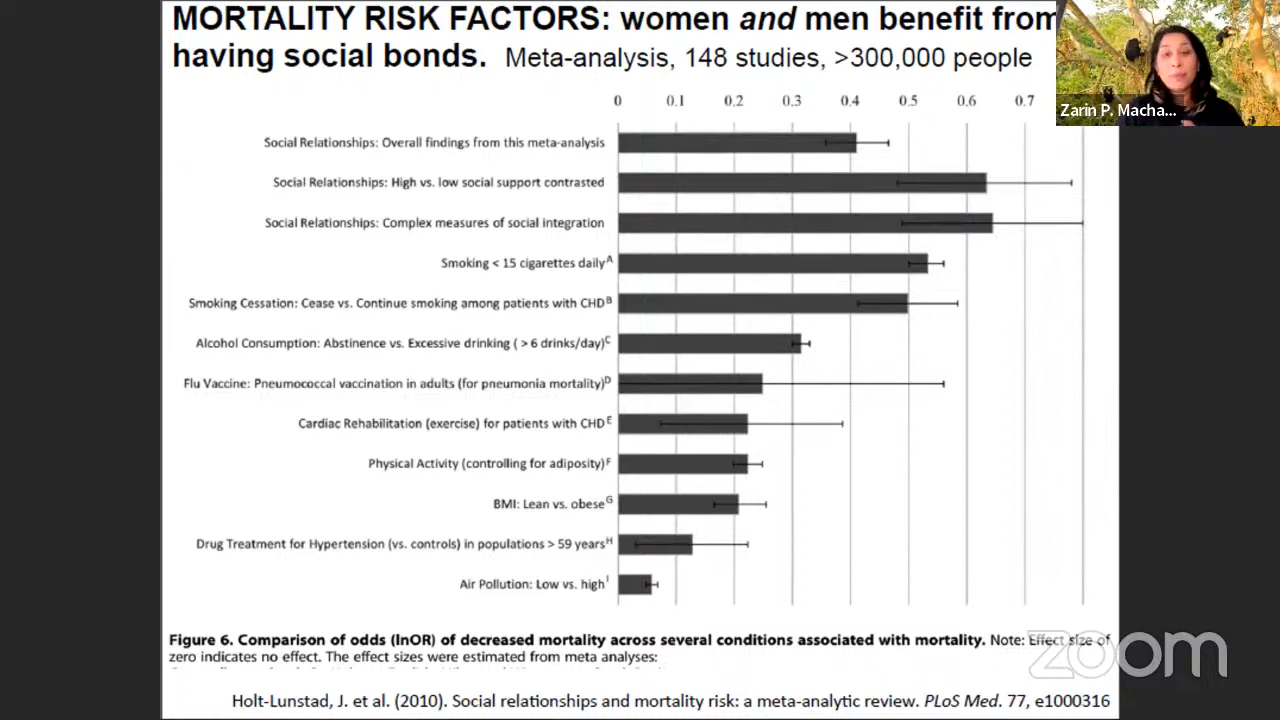 MORTALITY RISK FACTORS: women and men benefit from
having social bonds. Meta-analysis, 148 studies, >300,000 people
Zarin P. Macha...
0 0.1 0.2 0.3 0.4 0.5 0.6 0.7
Social Relationships: Overall findings from this meta-analysis
Social Relationships: High vs. low social support contrasted
Social Relationships: Complex measures of social integration
Smoking < 15 cigarettes daily A
Smoking Cessation: Cease vs. Continue smoking among patients with CHD B
Alcohol Consumption: Abstinence vs. Excessive drinking ( > 6 drinks/day) C
Flu Vaccine: Pneumococcal vaccination in adults (for pneumonia mortality) D
Cardiac Rehabilitation (exercise) for patients with CHD E
Physical Activity (controlling for adiposity) F
BMI: Lean vs. obese G
Drug Treatment for Hypertension (vs. controls) in populations > 59 years H
Air Pollution: Low vs. high I
Figure 6. Comparison of odds (lnOR) of decreased mortality across several conditions associated with mortality. Note: Effect size of
zero indicates no effect. The effect sizes were estimated from meta analyses:
zoom
Holt-Lunstad, J. et al. (2010). Social relationships and mortality risk: a meta-analytic review. PLoS Med. 77, e1000316